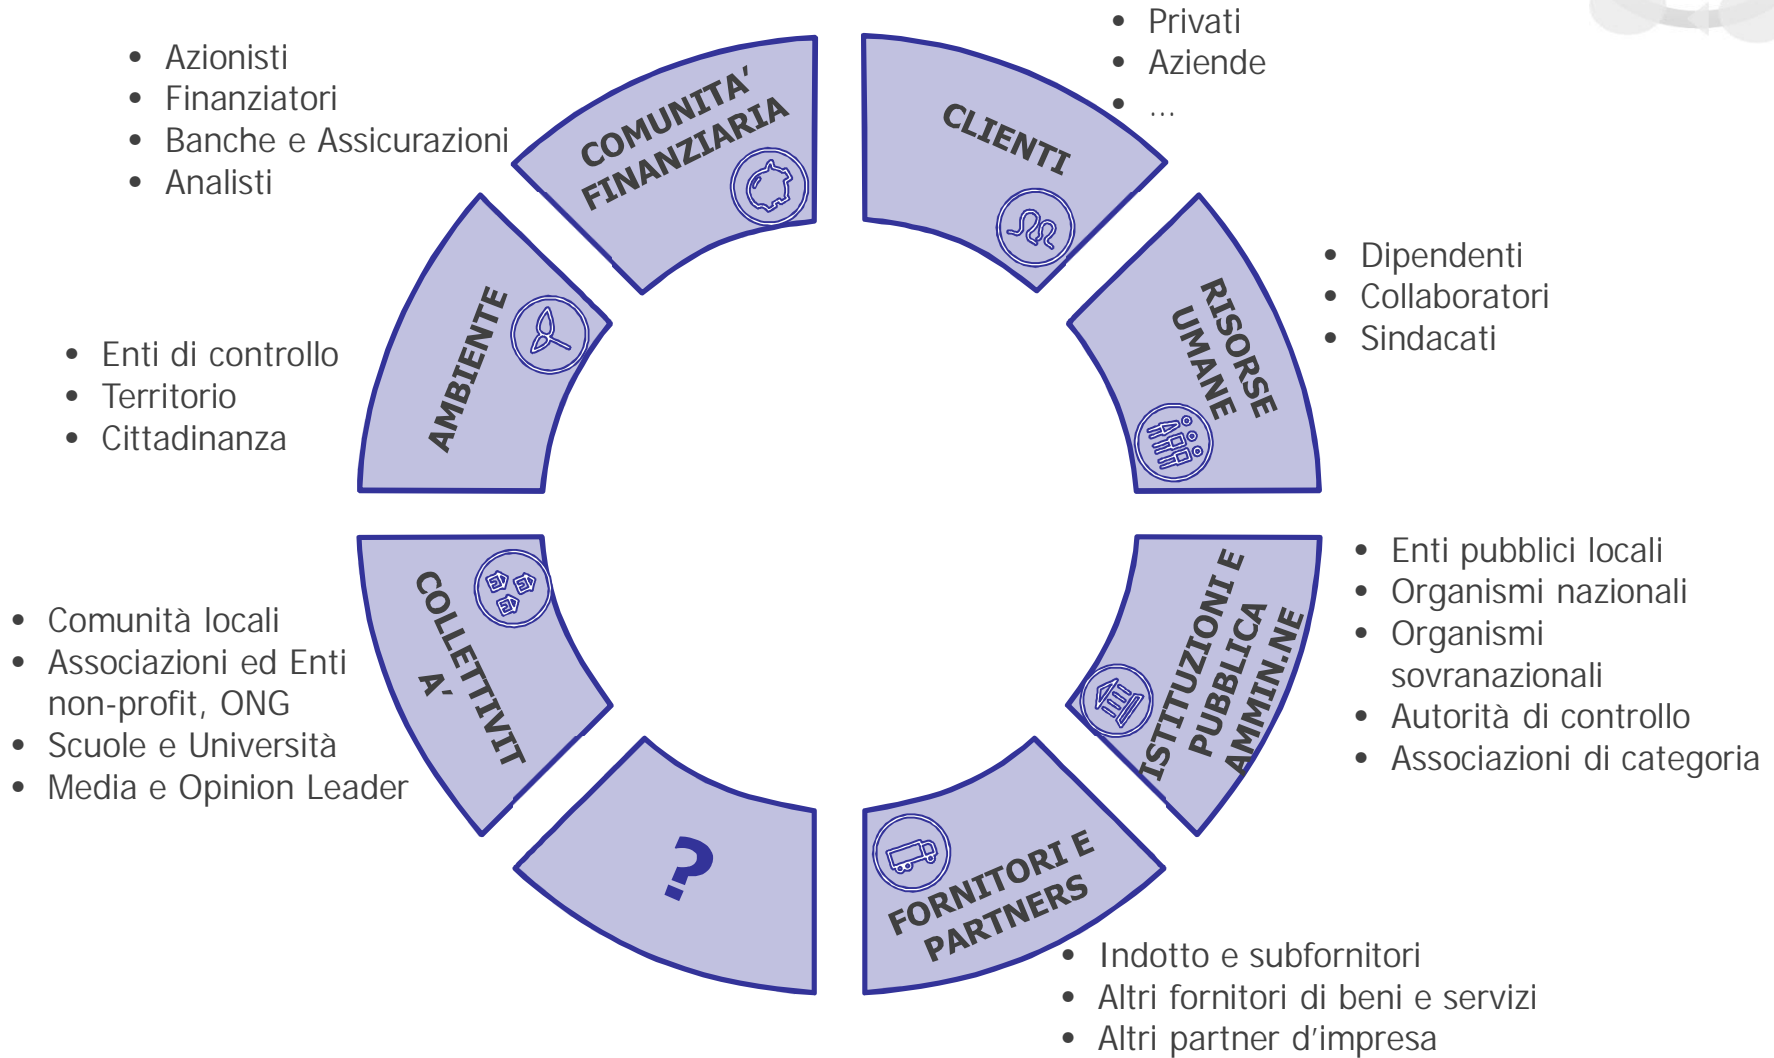 • Azionisti
• Finanziatori
• Banche e Assicurazioni
• Analisti
COMUNITA'
FINANZIARIA
CLIENTI
• Privati
• Aziende
• ...
RISORSE
UMANE
• Dipendenti
• Collaboratori
• Sindacati
ISTITUZIONI E
PUBBLICA
AMMIN.NE
• Enti pubblici locali
• Organismi nazionali
• Organismi
sovranazionali
• Autorità di controllo
• Associazioni di categoria
FORNITORI E
PARTNERS
• Indotto e subfornitori
• Altri fornitori di beni e servizi
• Altri partner d'impresa
?
COLLETTIVIT
A'
• Comunità locali
• Associazioni ed Enti
non-profit, ONG
• Scuole e Università
• Media e Opinion Leader
AMBIENTE
• Enti di controllo
• Territorio
• Cittadinanza